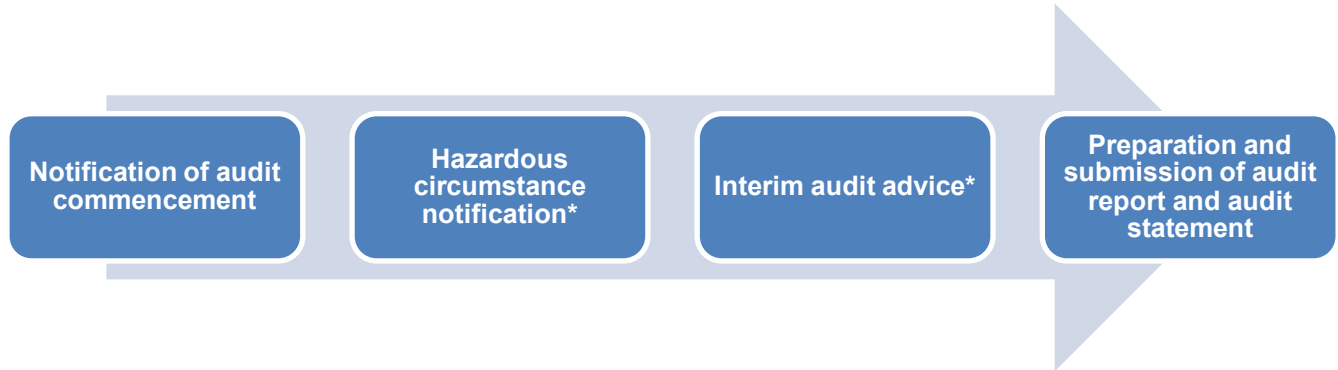 Notification of audit
commencement
Hazardous
circumstance
notification*
Interim audit advice*
Preparation and
submission of audit
report and audit
statement